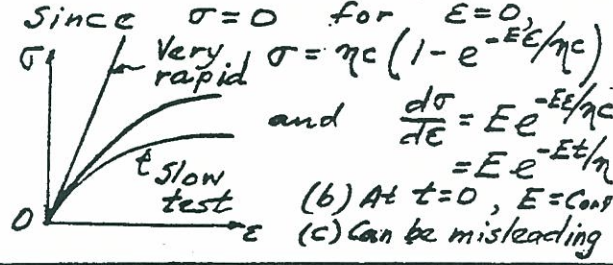 Since σ=0 for ε=0,
σ Very rapid σ = ηc(1-e^-Eε/ηc)
and dσ/dε = Ee^-Eε/ηc
t slow test = Ee^-Et/η
(b) At t=0, E=Con
0 ε (c) Can be misleading